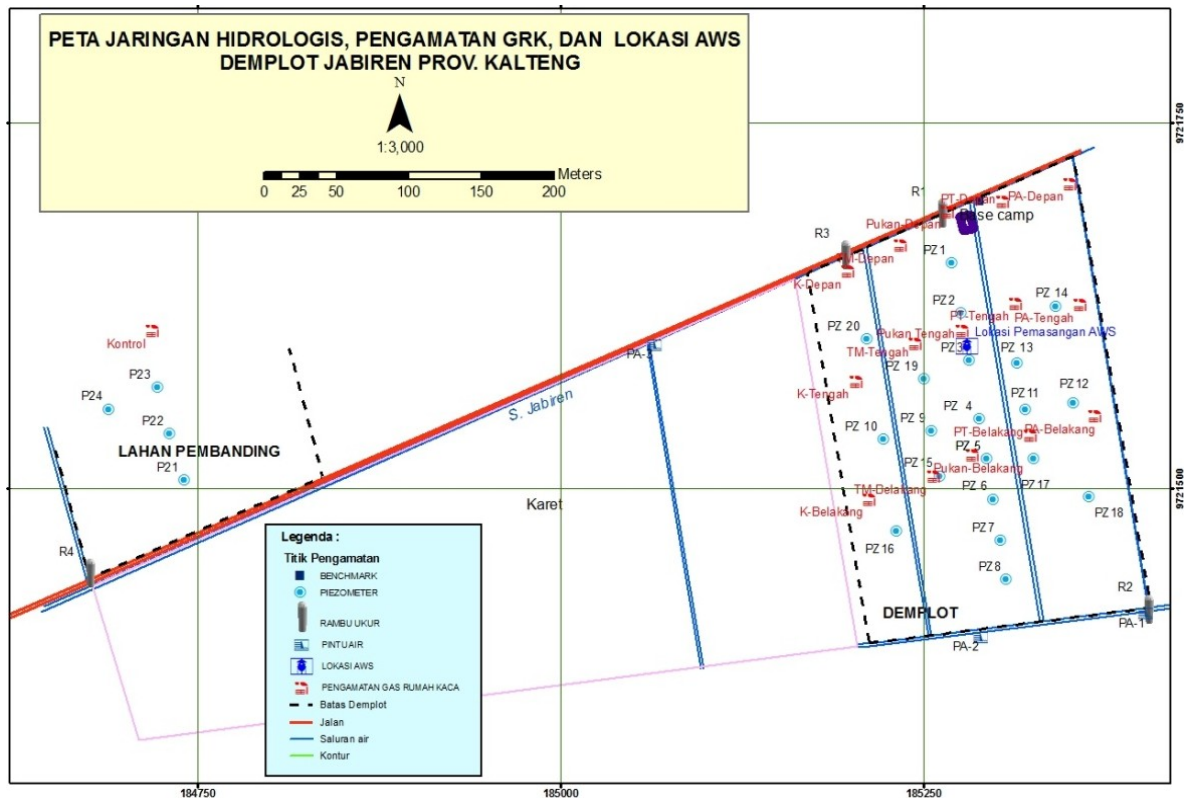 PETA JARINGAN HIDROLOGIS, PENGAMATAN GRK, DAN LOKASI AWS
DEMPLOT JABIREN PROV. KALTENG
N
1:3,000
Meters
0 25 50 100 150 200
9721750
R1
PT-Depan
PA-Depan
Pukan-Depan
Base camp
R3
M-Depan
PZ 1
K-Depan
PZ 2
PZ 14
PT-Tengah
PA-Tengah
Kontrol
PZ 20
Pukan Tengah
Lokasi Pemasangan AWS
PA-3
TM-Tengah
PZ3
PZ 13
P23
PZ 19
K-Tengah
P24
S. Jabiren
PZ 11
PZ 12
P22
PZ 9
PZ 4
PT-Belakang
PA-Belakang
LAHAN PEMBANDING
PZ 10
PZ 5
P21
PZ15
Pukan-Belakang
9721500
TM-Belakang
PZ 6
PZ 17
Karet
K-Belakang
PZ 18
PZ 16
PZ 7
R4
PZ 8
R2
DEMPLOT
PA-1
PA-2
Legenda :
Titik Pengamatan
BENCHMARK
PIEZOMETER
RAMBU UKUR
PINTU AIR
LOKASI AWS
PENGAMATAN GAS RUMAH KACA
Batas Demplot
Jalan
Saluran air
Kontur
184750
185000
185250